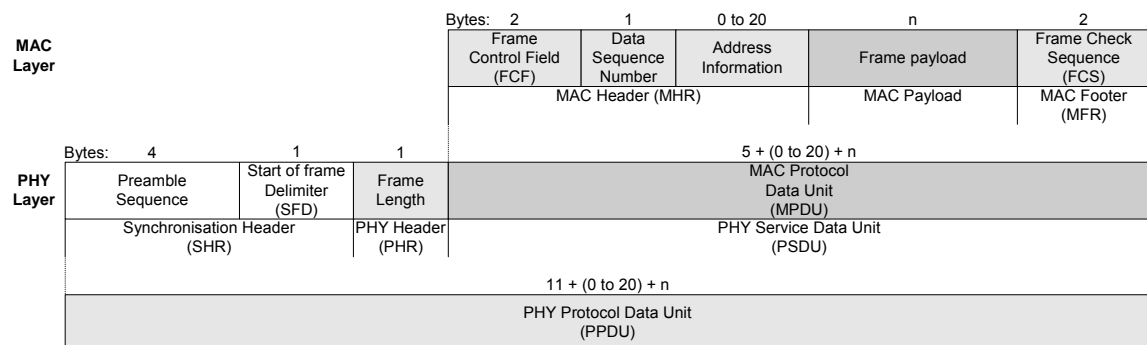 Bytes: 2 1 0 to 20 n 2
MAC Layer
Frame Control Field (FCF)
Data Sequence Number
Address Information
Frame payload
Frame Check Sequence (FCS)
MAC Header (MHR)
MAC Payload
MAC Footer (MFR)
Bytes: 4 1 1 5 + (0 to 20) + n
PHY Layer
Preamble Sequence
Start of frame Delimiter (SFD)
Frame Length
MAC Protocol Data Unit (MPDU)
Synchronisation Header (SHR)
PHY Header (PHR)
PHY Service Data Unit (PSDU)
11 + (0 to 20) + n
PHY Protocol Data Unit (PPDU)